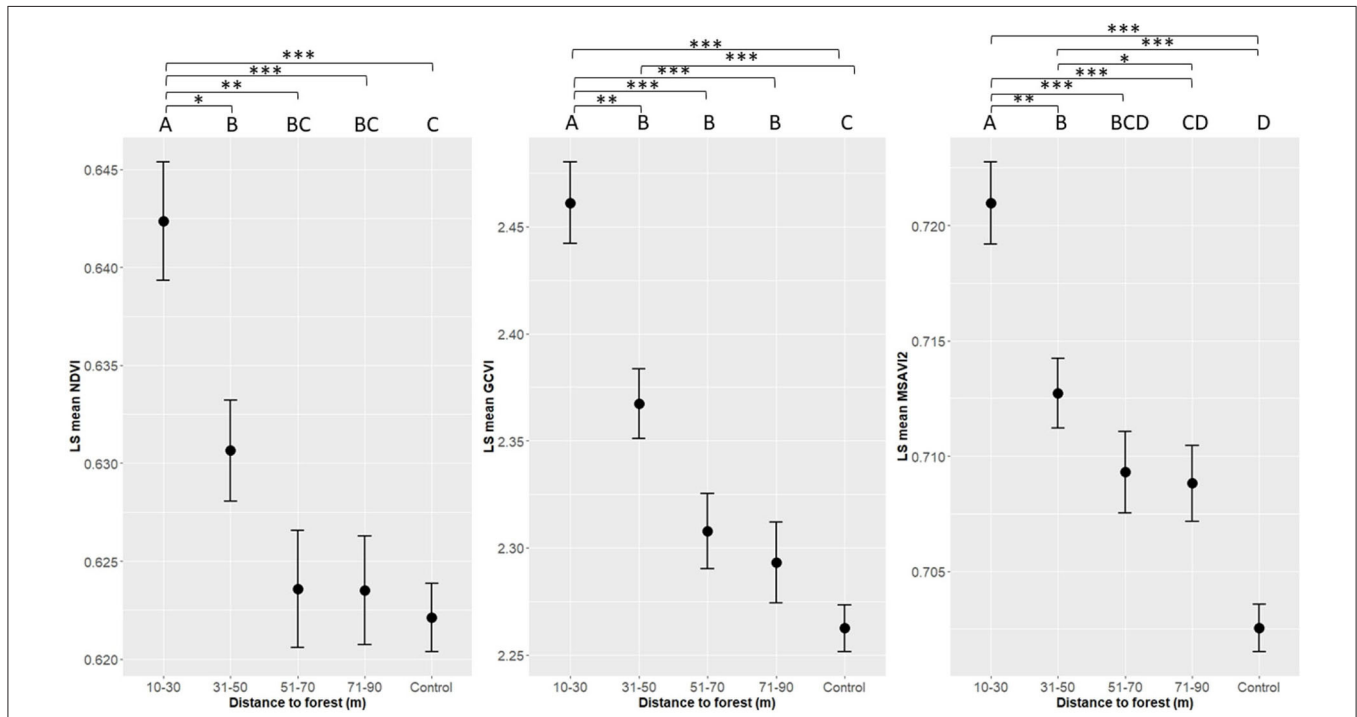 ***
***
**
*
A B BC BC C
LS mean NDVI
0.645
0.640
0.635
0.630
0.625
0.620
10-30 31-50 51-70 71-90 Control
Distance to forest (m)
***
***
***
***
**
A B B B C
LS mean GCVI
2.45
2.40
2.35
2.30
2.25
10-30 31-50 51-70 71-90 Control
Distance to forest (m)
***
***
*
***
***
**
A B BCD CD D
LS mean MSAVI2
0.720
0.715
0.710
0.705
10-30 31-50 51-70 71-90 Control
Distance to forest (m)